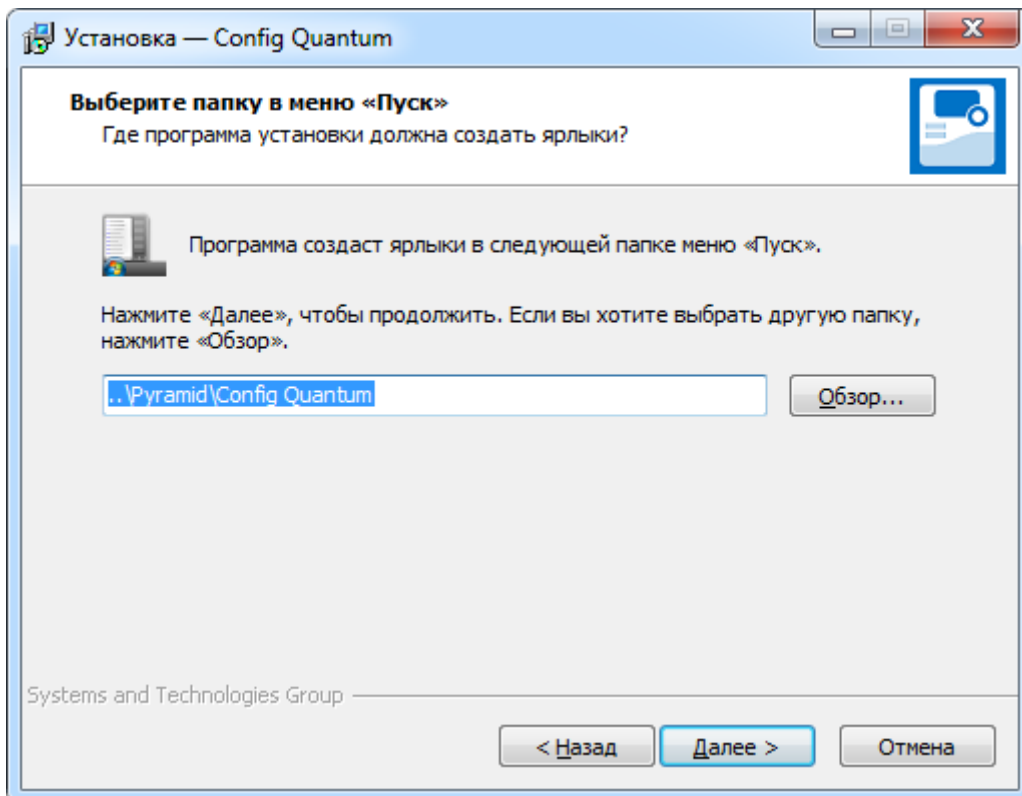 Установка — Config Quantum
Выберите папку в меню «Пуск»
Где программа установки должна создать ярлыки?
Программа создаст ярлыки в следующей папке меню «Пуск».
Нажмите «Далее», чтобы продолжить. Если вы хотите выбрать другую папку,
нажмите «Обзор».
..\Pyramid\Config Quantum
Обзор...
Systems and Technologies Group
< Назад
Далее >
Отмена